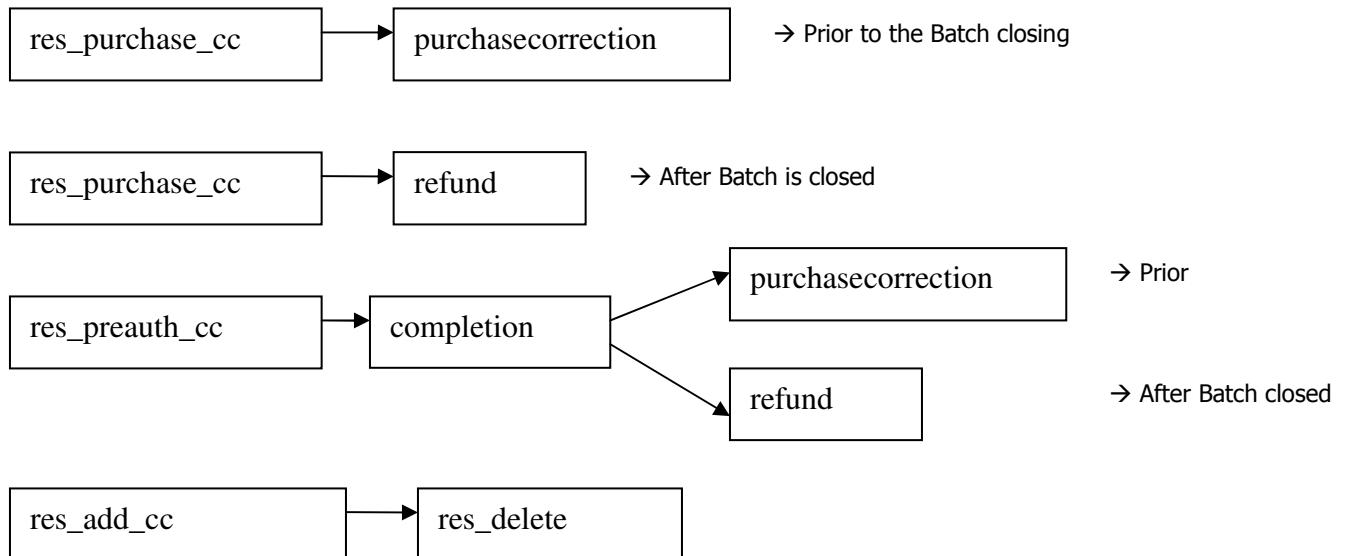 res_purchase_cc purchasecorrection → Prior to the Batch closing
res_purchase_cc refund → After Batch is closed
purchasecorrection → Prior
res_preauth_cc completion
refund → After Batch closed
res_add_cc res_delete